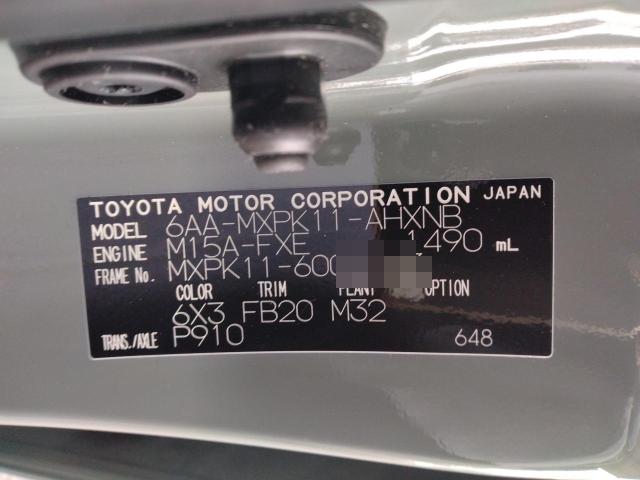 TOYOTA MOTOR CORPORATION JAPAN
MODEL 6AA-MXPK11-AHXNB
ENGINE M15A-FXE 1490 mL
FRAME No. MXPK11-600
COLOR TRIM PLANT OPTION
6X3 FB20 M32
TRANS./AXLE P910 648